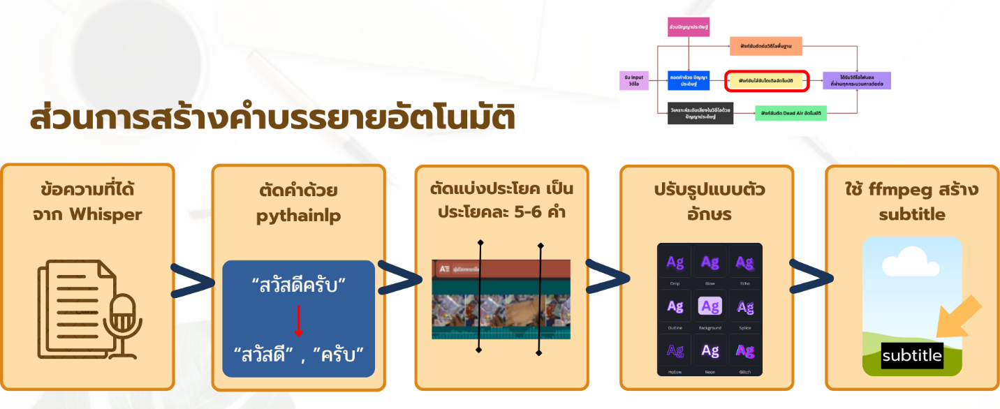 ส่วนปัญญาประดิษฐ์
ฟังก์ชันตัดต่อวิดีโอพื้นฐาน
รับ Input
วิดีโอ
ถอดคำด้วย ปัญญา
ประดิษฐ์
ฟังก์ชันใส่ซับไตเติลอัตโนมัติ
ได้รับวิดีโอไฟนอล
ที่ผ่านทุกกระบวนการตัดต่อ
วิเคราะห์ระดับเสียงในวิดีโอด้วย
ปัญญาประดิษฐ์
ฟังก์ชันตัด Dead Air อัตโนมัติ
ส่วนการสร้างคำบรรยายอัตโนมัติ
ข้อความที่ได้
จาก Whisper
ตัดคำด้วย
pythainlp
“สวัสดีครับ”
“สวัสดี” , ”ครับ”
ตัดแบ่งประโยค เป็น
ประโยคละ 5-6 คำ
ปรับรูปแบบตัว
อักษร
Ag Ag Ag
Drop Glow Echo
Ag Ag Ag
Outline Background Splice
Ag Ag Ag
Hollow Neon Glitch
ใช้ ffmpeg สร้าง
subtitle
subtitle